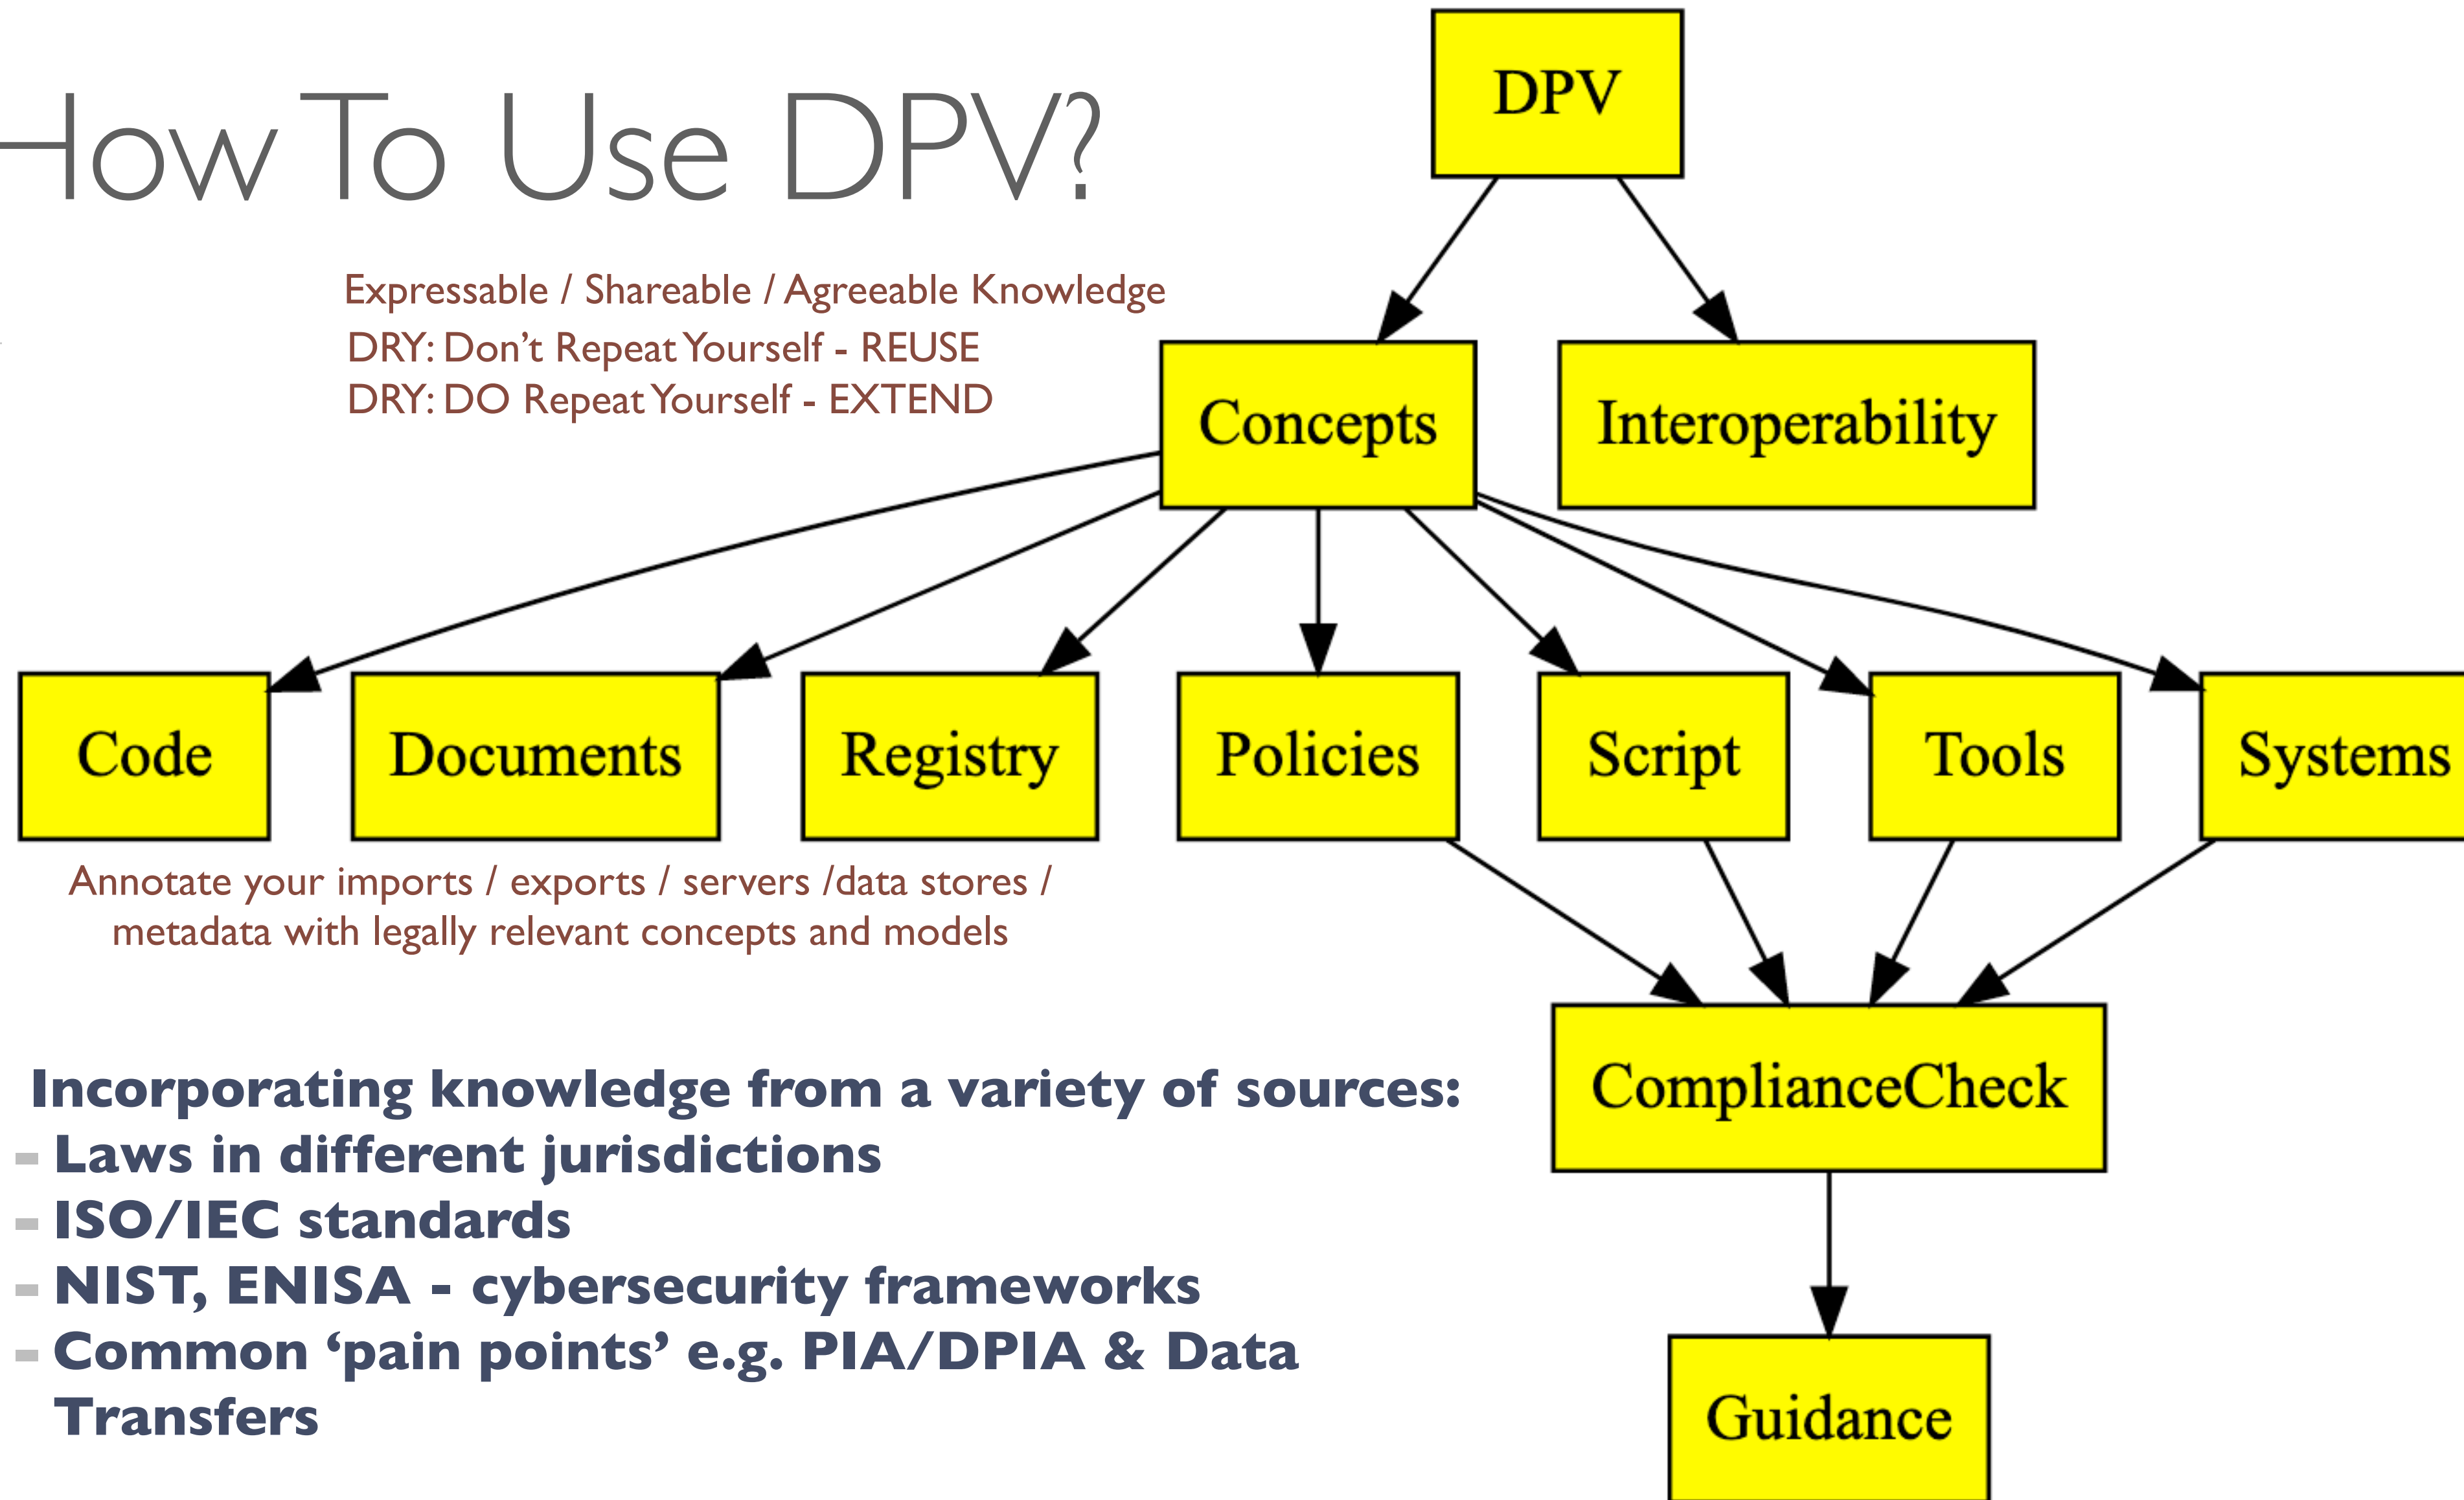 How To Use DPV?
DPV
Expressable / Shareable / Agreeable Knowledge
DRY: Don't Repeat Yourself - REUSE
DRY: DO Repeat Yourself - EXTEND
Concepts
Interoperability
Code
Documents
Registry
Policies
Script
Tools
Systems
Annotate your imports / exports / servers /data stores /
metadata with legally relevant concepts and models
Incorporating knowledge from a variety of sources:
- Laws in different jurisdictions
- ISO/IEC standards
- NIST, ENISA - cybersecurity frameworks
- Common ‘pain points’ e.g. PIA/DPIA & Data
Transfers
ComplianceCheck
Guidance